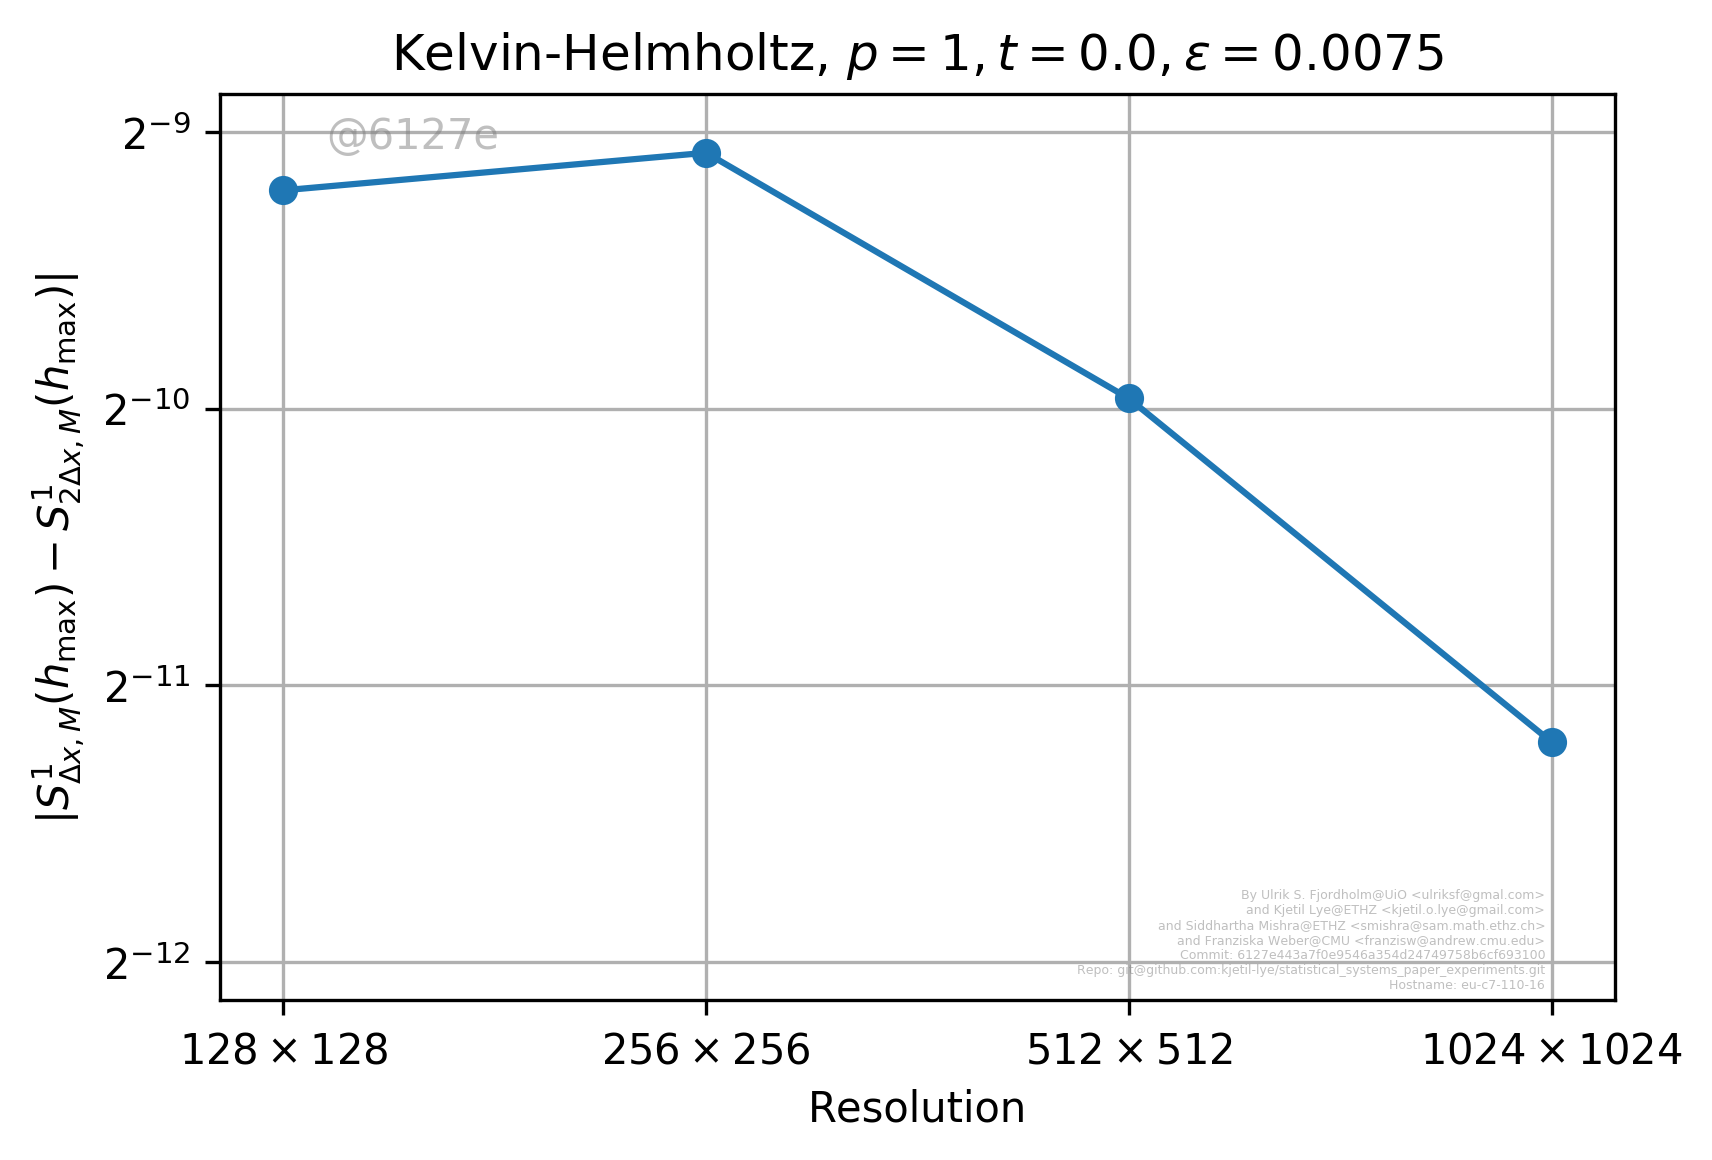 Kelvin-Helmholtz, p = 1, t = 0.0, ε = 0.0075
@6127e
2⁻⁹
2⁻¹⁰
2⁻¹¹
2⁻¹²
|S¹_{Δx, M}(h_max) − S¹_{2Δx, M}(h_max)|
By Ulrik S. Fjordholm@UiO <ulriksf@gmal.com>
and Kjetil Lye@ETHZ <kjetil.o.lye@gmail.com>
and Siddhartha Mishra@ETHZ <smishra@sam.math.ethz.ch>
and Franziska Weber@CMU <franzisw@andrew.cmu.edu>
Commit: 6127e443a7f0e9546a354d24749758b6cf693100
Repo: git@github.com:kjetil-lye/statistical_systems_paper_experiments.git
Hostname: eu-c7-110-16
128 × 128
256 × 256
512 × 512
1024 × 1024
Resolution